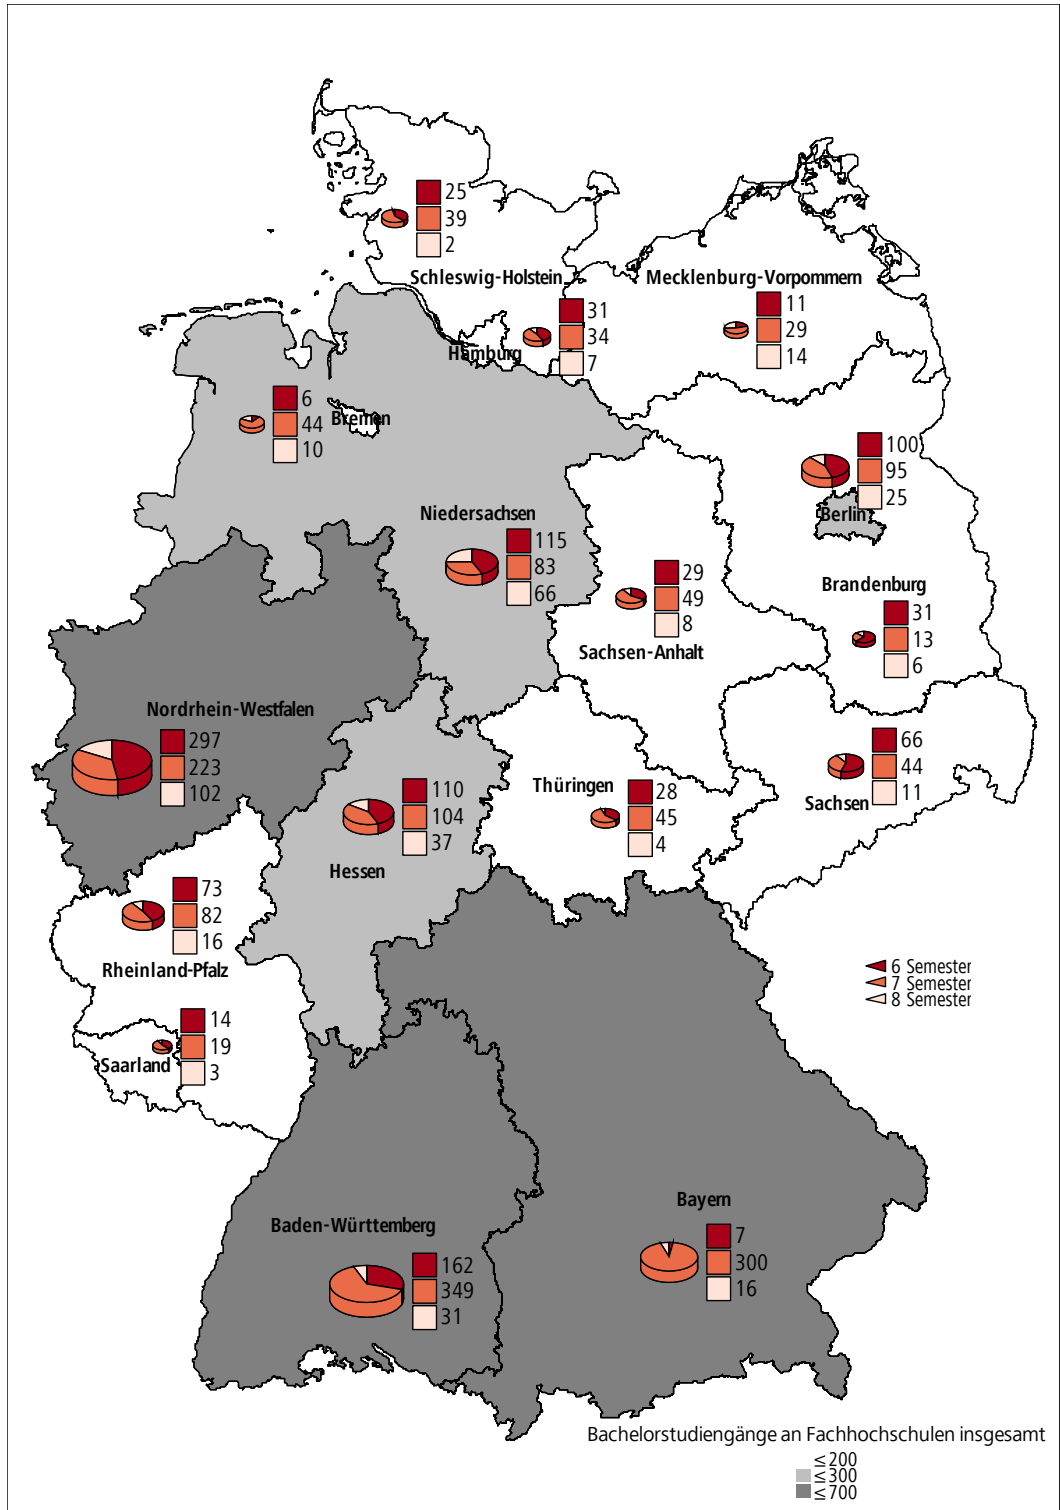 25
39
2
Schleswig-Holstein
Mecklenburg-Vorpommern
11
29
14
31
34
7
Hamburg
6
44
10
Bremen
100
95
25
Berlin
Niedersachsen
115
83
66
29
49
8
Sachsen-Anhalt
Brandenburg
31
13
6
Nordrhein-Westfalen
297
223
102
66
44
11
Sachsen
Thüringen
28
45
4
110
104
37
Hessen
73
82
16
Rheinland-Pfalz
6 Semester
7 Semester
8 Semester
14
19
3
Saarland
Bayern
7
300
16
Baden-Württemberg
162
349
31
Bachelorstudiengänge an Fachhochschulen insgesamt
≤200
≤300
≤700